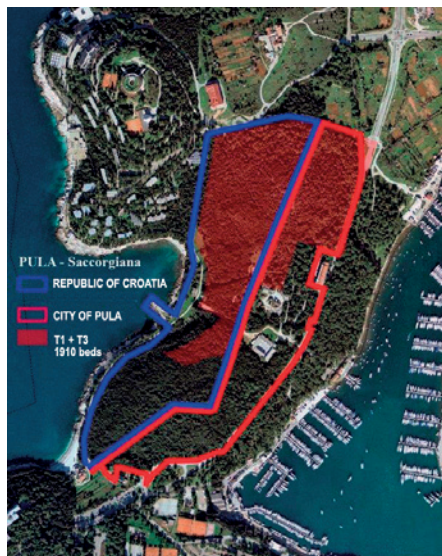 PULA - Saccorgiana
REPUBLIC OF CROATIA
CITY OF PULA
T1 + T3
1910 beds